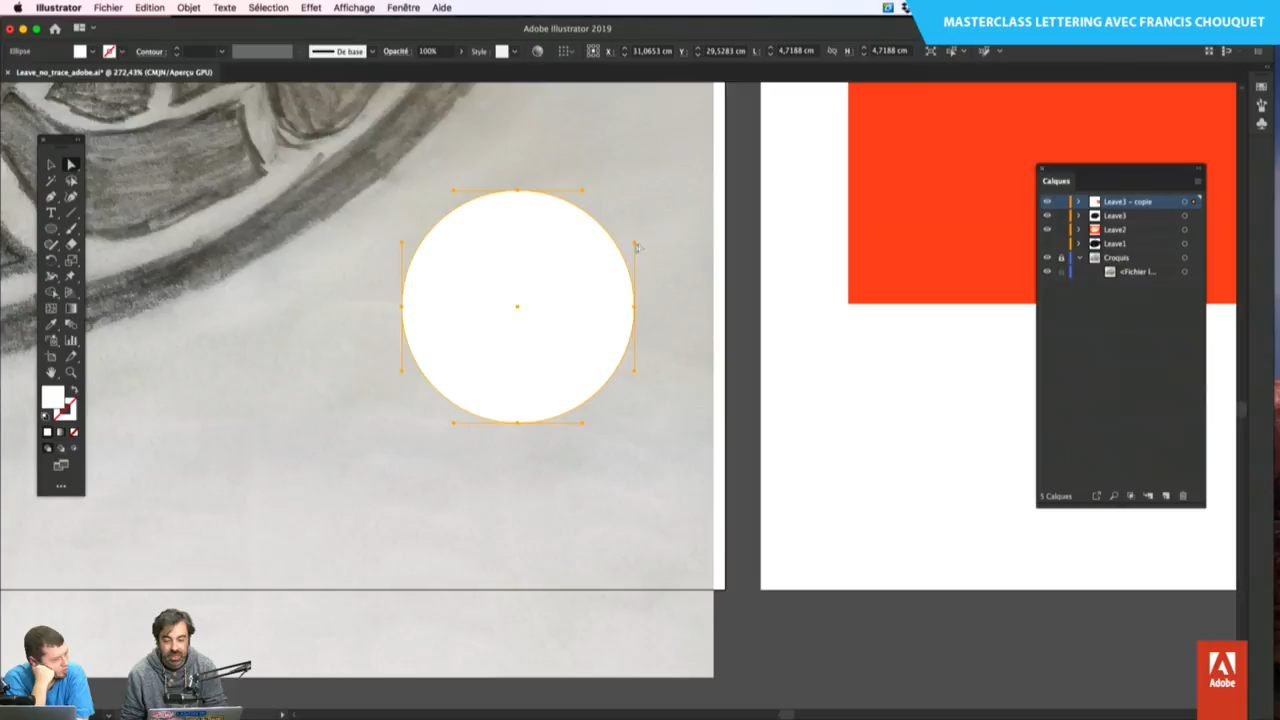 Illustrator Fichier Edition Objet Texte Sélection Effet Affichage Fenêtre Aide
MASTERCLASS LETTERING AVEC FRANCIS CHOUQUET
Adobe Illustrator 2019
Ellipse Contour : De base Opacité : 100% Style : X : 31,0653 cm Y : 29,5283 cm L : 4,7188 cm H : 4,7188 cm
Leave_no_trace_adobe.ai* @ 272,43% (CMJN/Aperçu GPU)
Calques
Leave3 – copie
Leave3
Leave2
Leave1
Croquis
<Fichier l...
5 Calques
Adobe